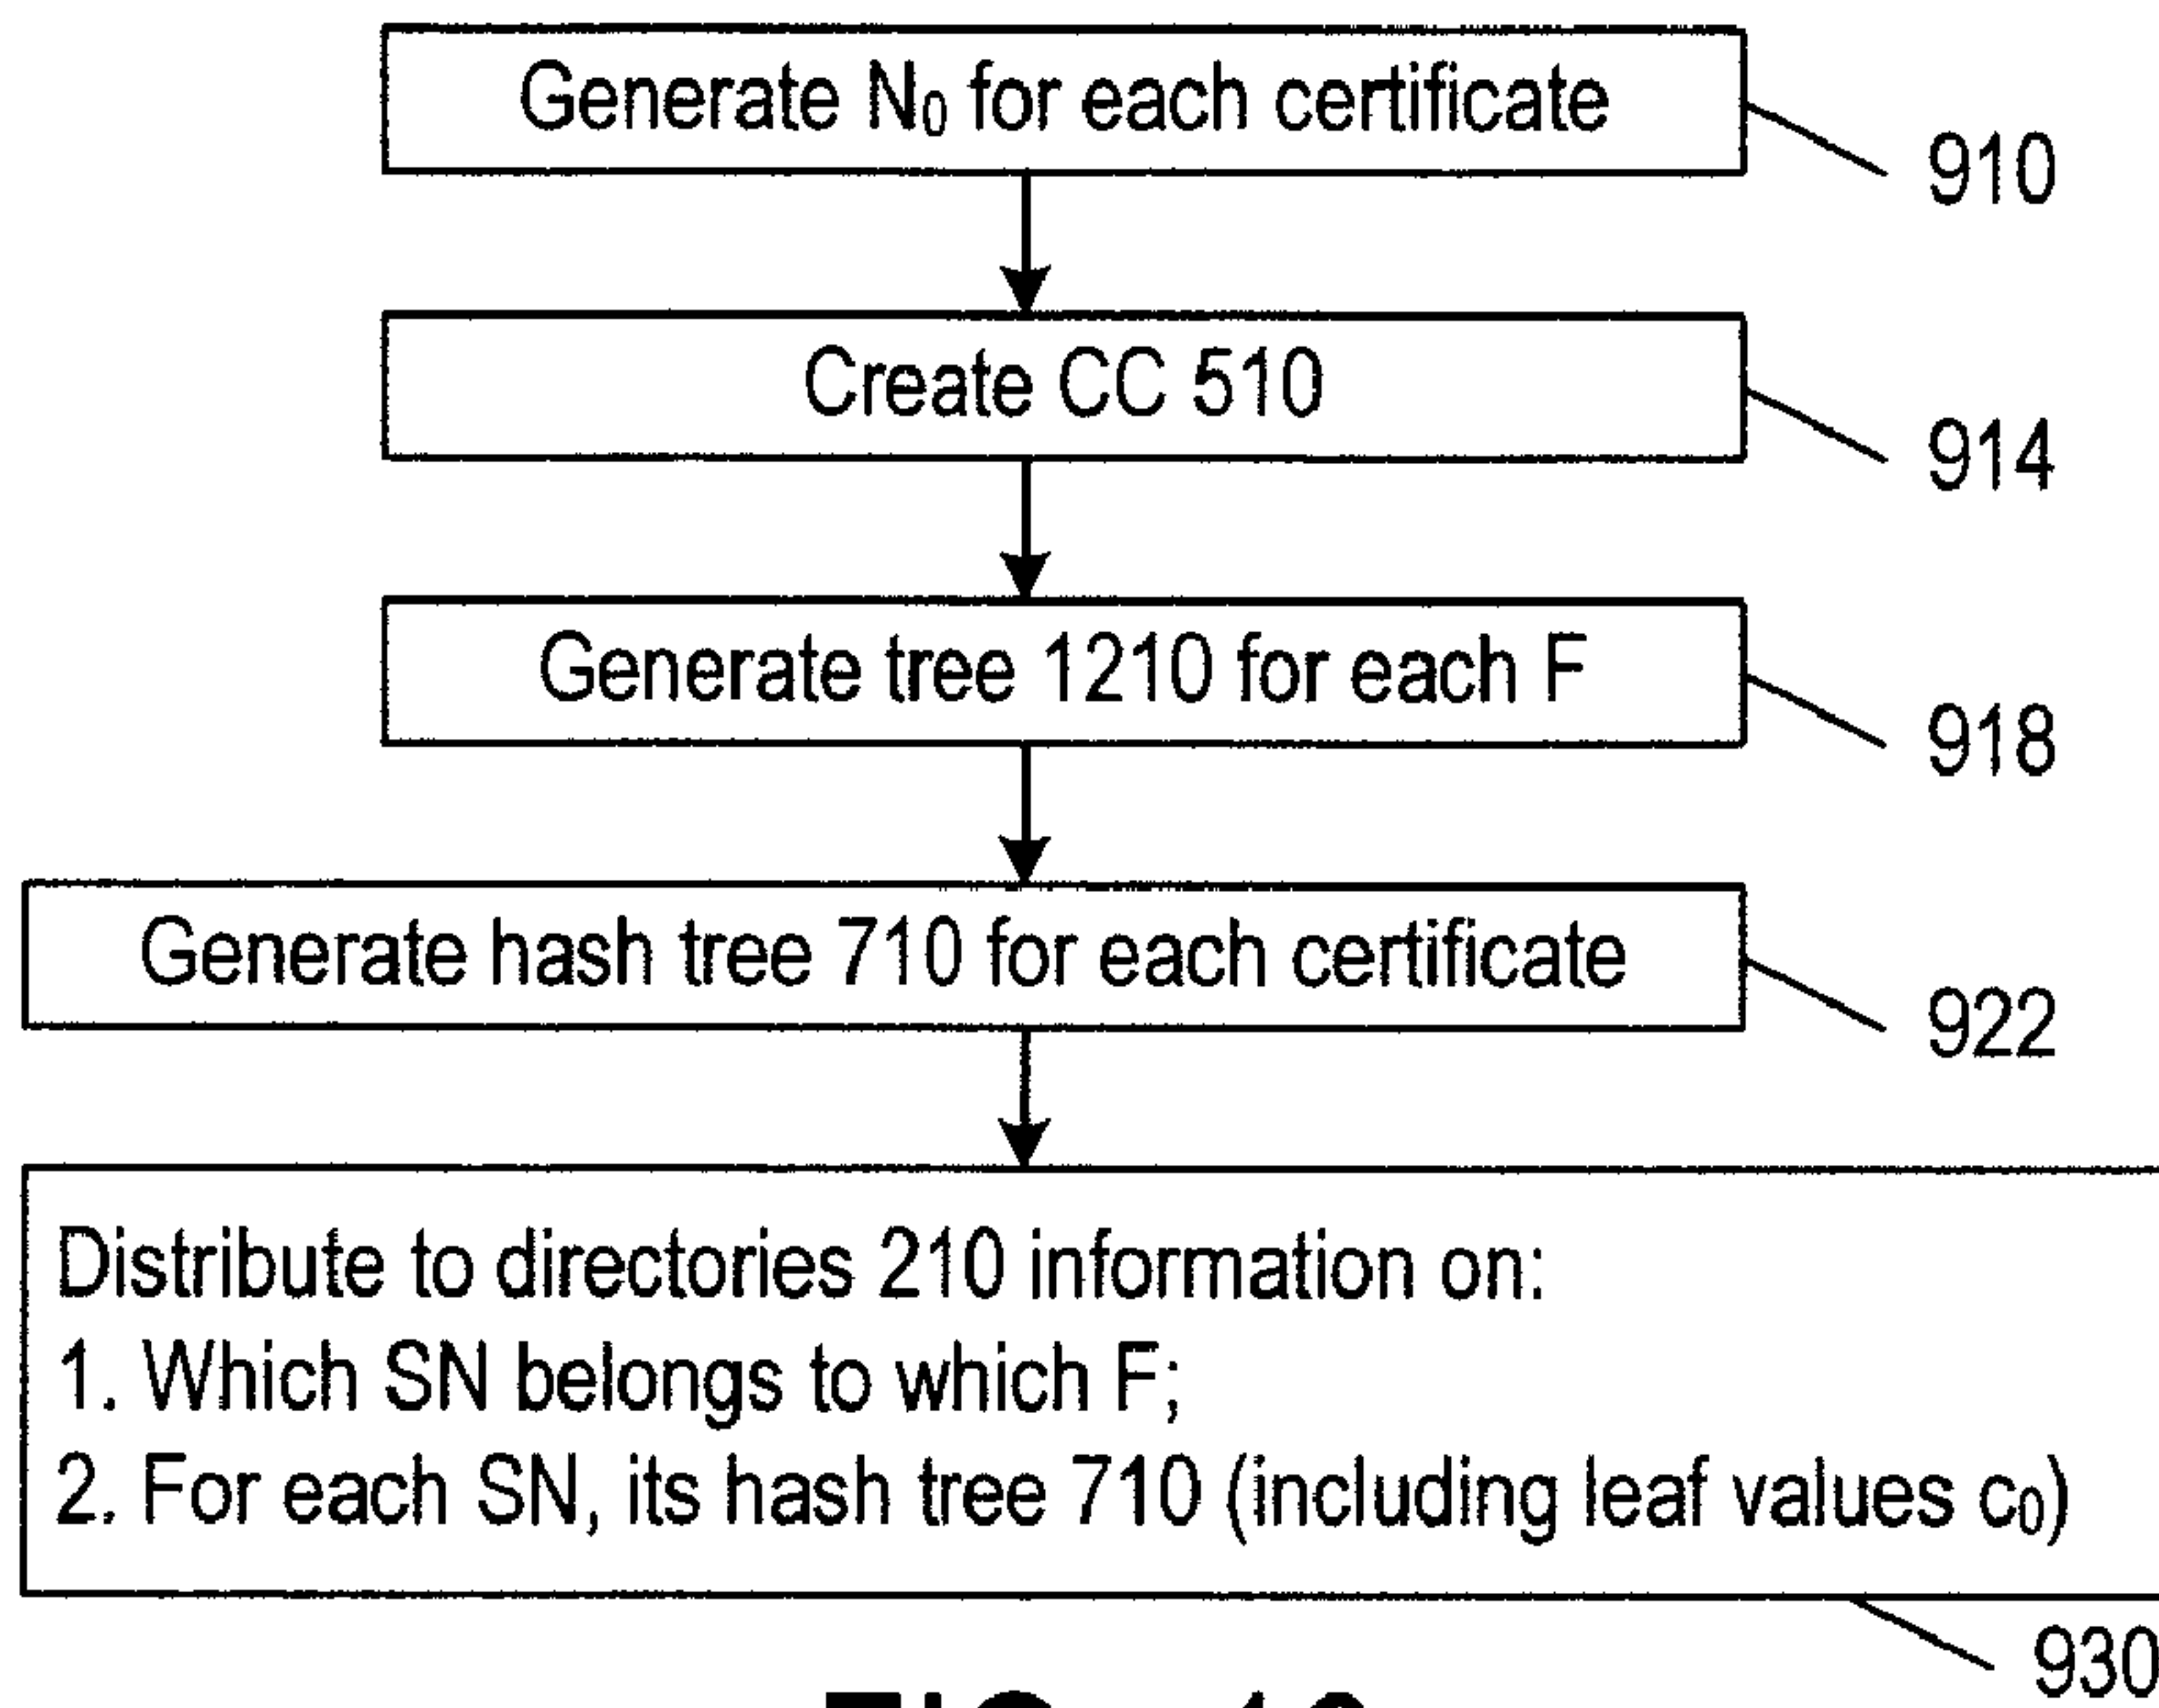 Generate N₀ for each certificate
910
Create CC 510
914
Generate tree 1210 for each F
918
Generate hash tree 710 for each certificate
922
Distribute to directories 210 information on:
1. Which SN belongs to which F;
2. For each SN, its hash tree 710 (including leaf values c₀)
930